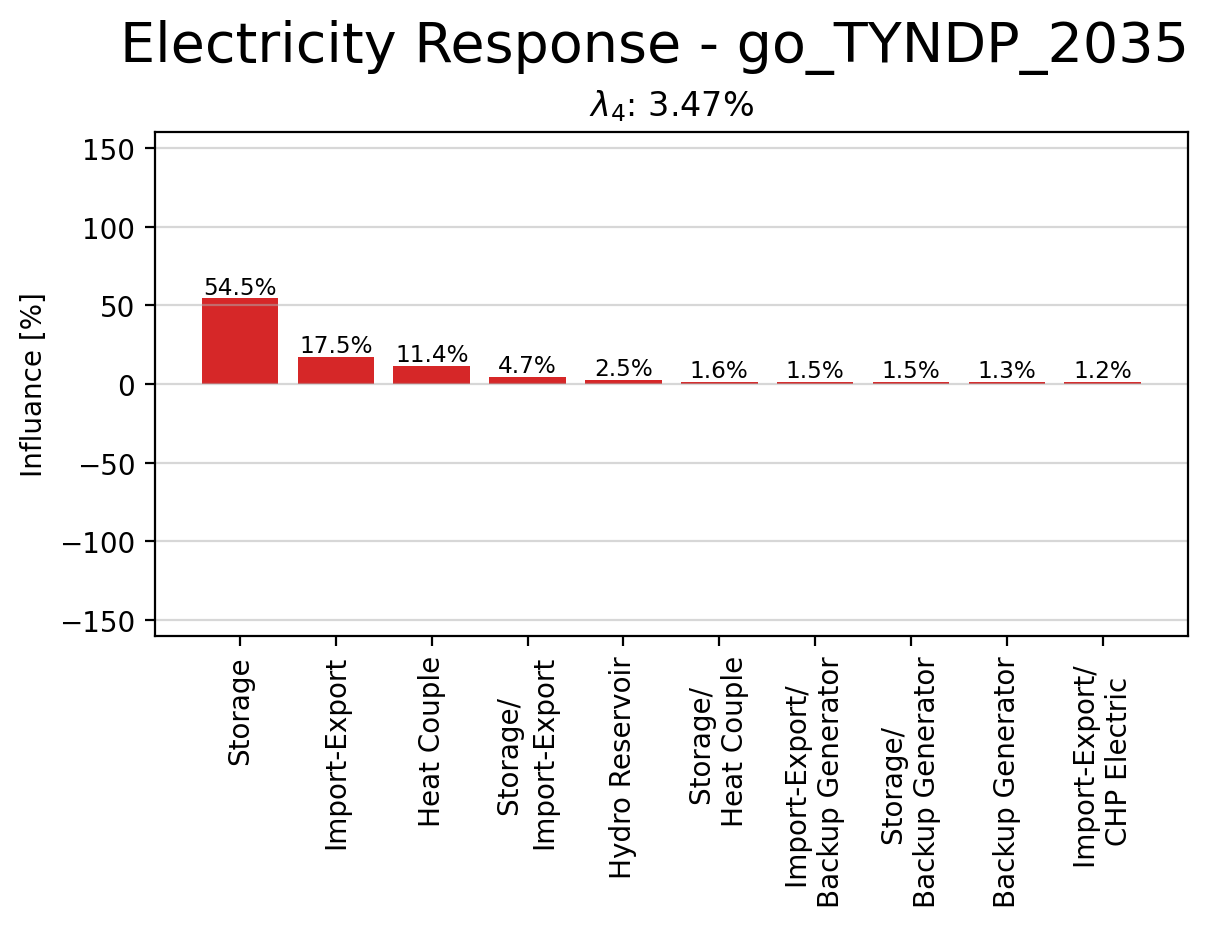 Electricity Response - go_TYNDP_2035
λ4: 3.47%
Influance [%]
150
100
50
0
−50
−100
−150
54.5%
17.5%
11.4%
4.7%
2.5%
1.6%
1.5%
1.5%
1.3%
1.2%
Storage
Import-Export
Heat Couple
Storage/
Import-Export
Hydro Reservoir
Storage/
Heat Couple
Import-Export/
Backup Generator
Storage/
Backup Generator
Backup Generator
Import-Export/
CHP Electric